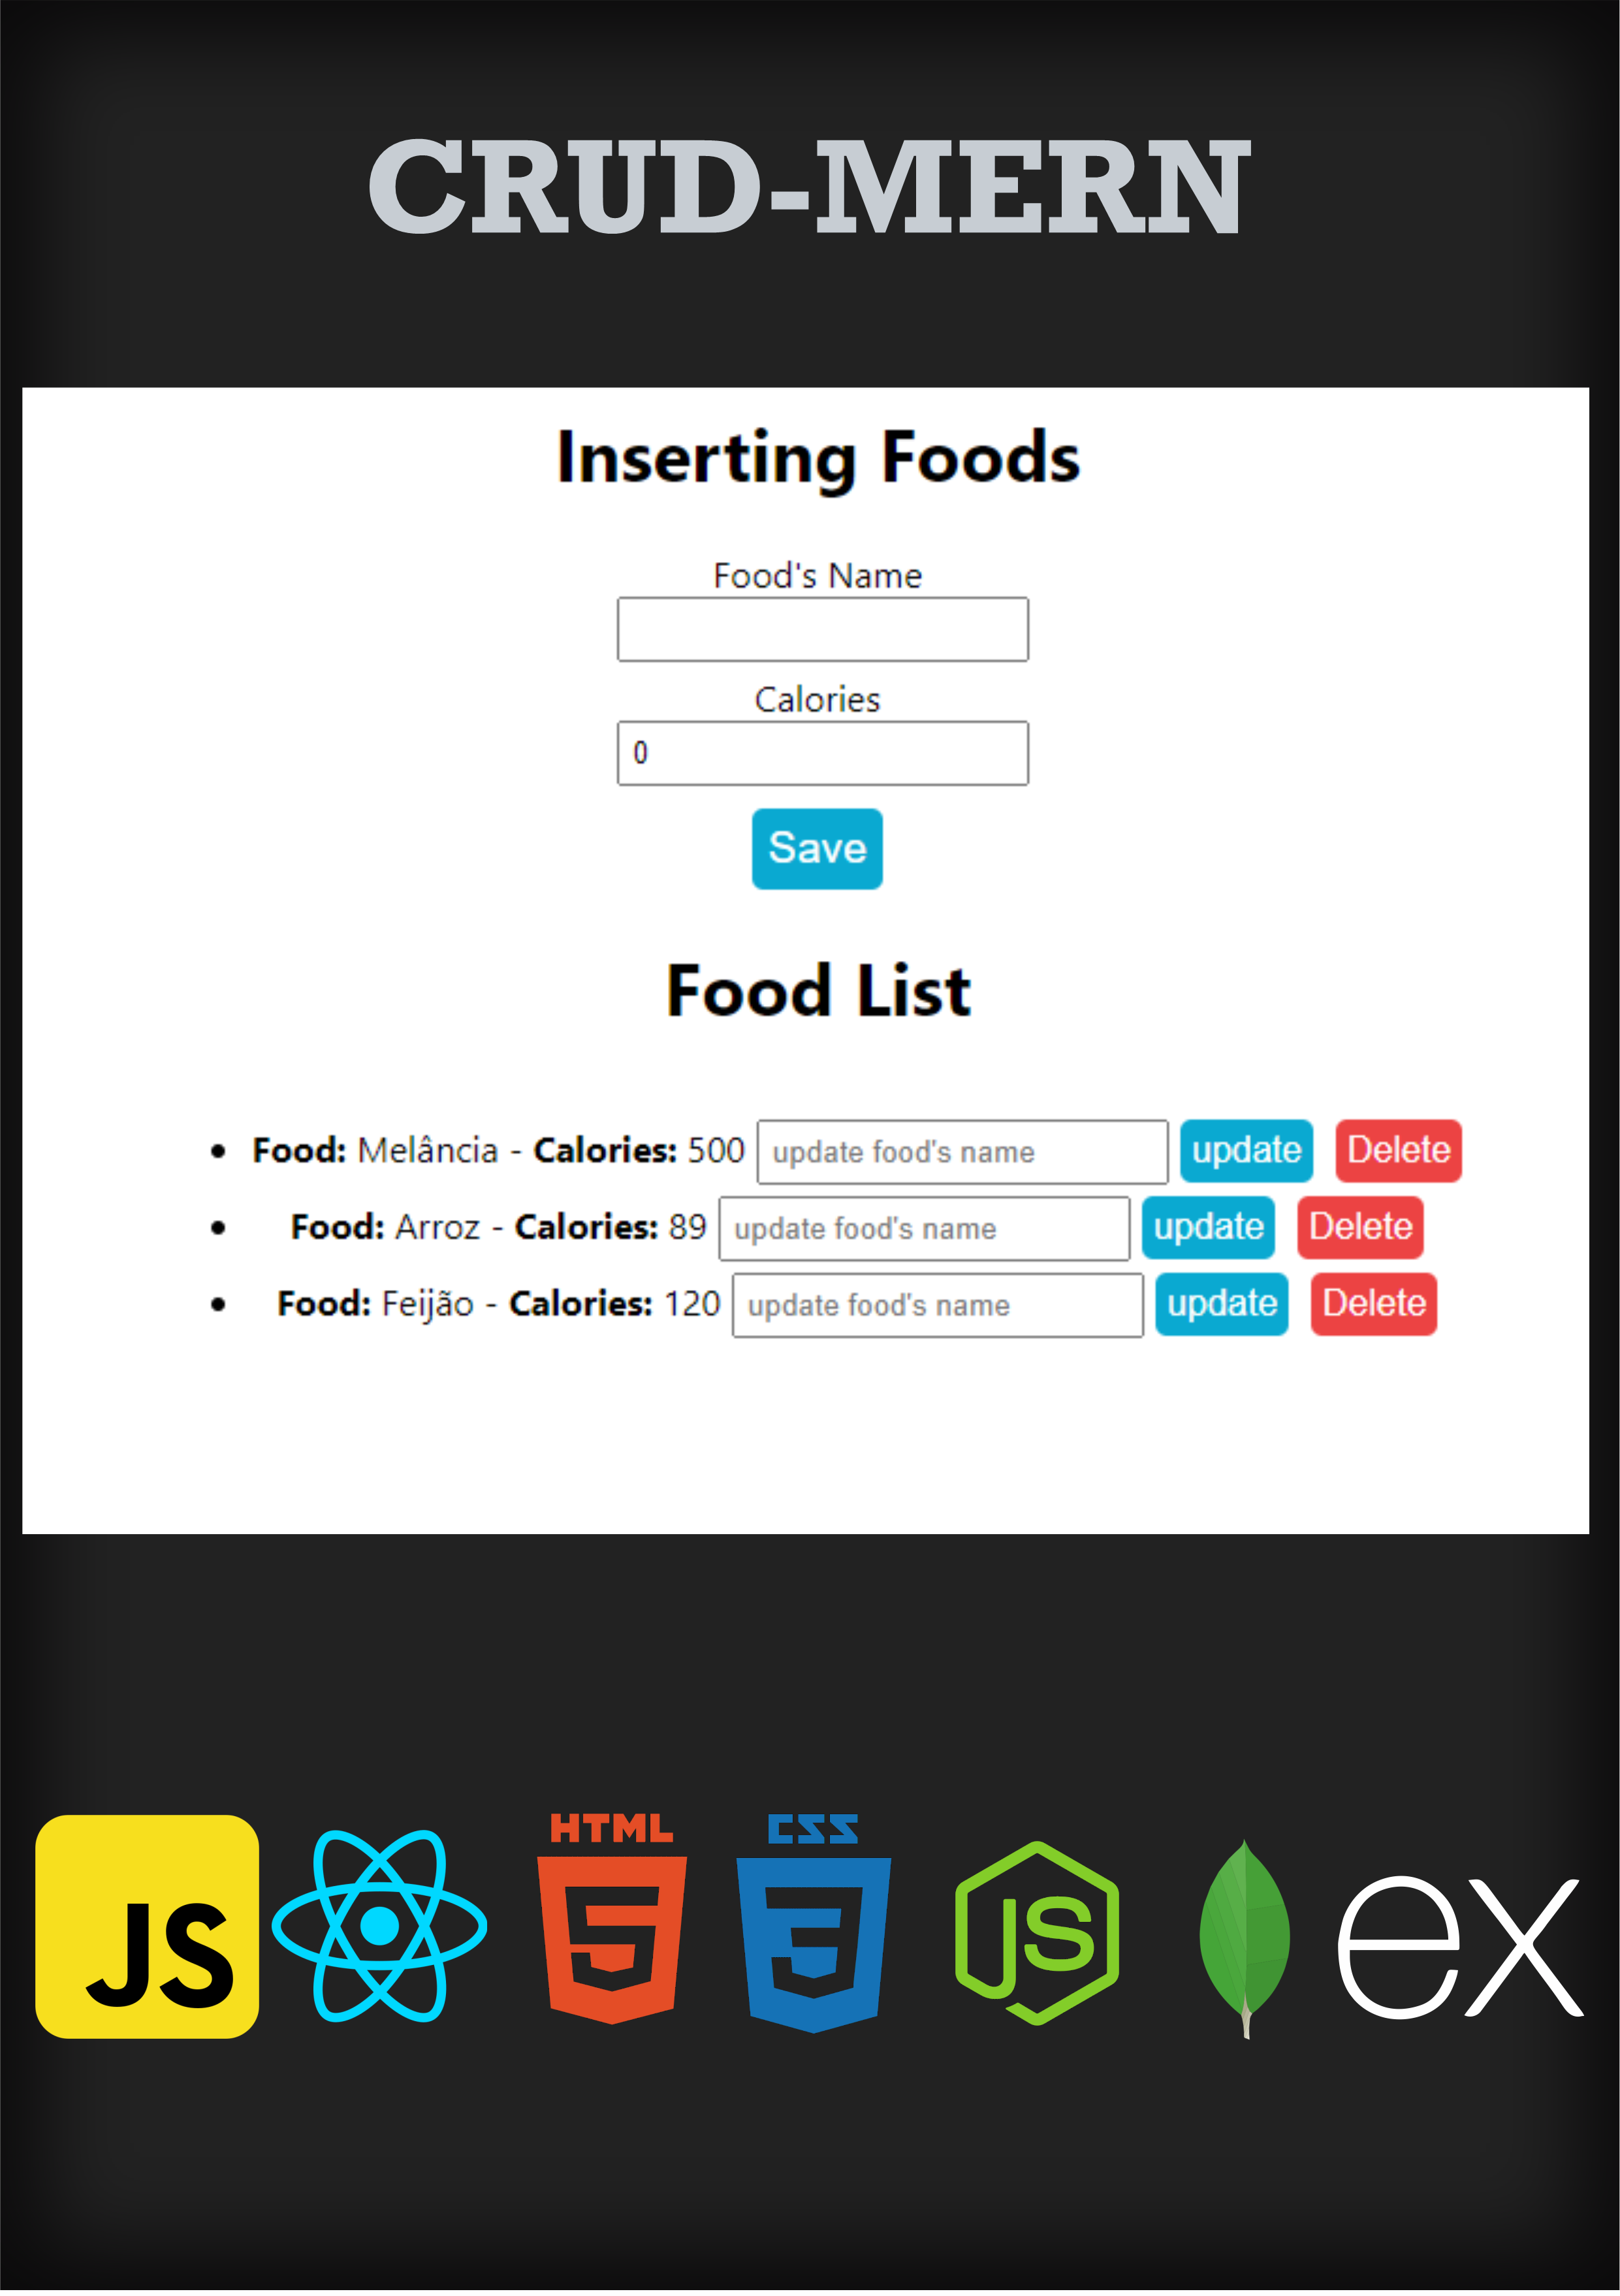 CRUD-MERN
Inserting Foods
Food's Name
Calories
0
Save
Food List
Food: Melância - Calories: 500 update food's name update Delete
Food: Arroz - Calories: 89 update food's name update Delete
Food: Feijão - Calories: 120 update food's name update Delete
HTML CSS
JS 5 3 JS ex